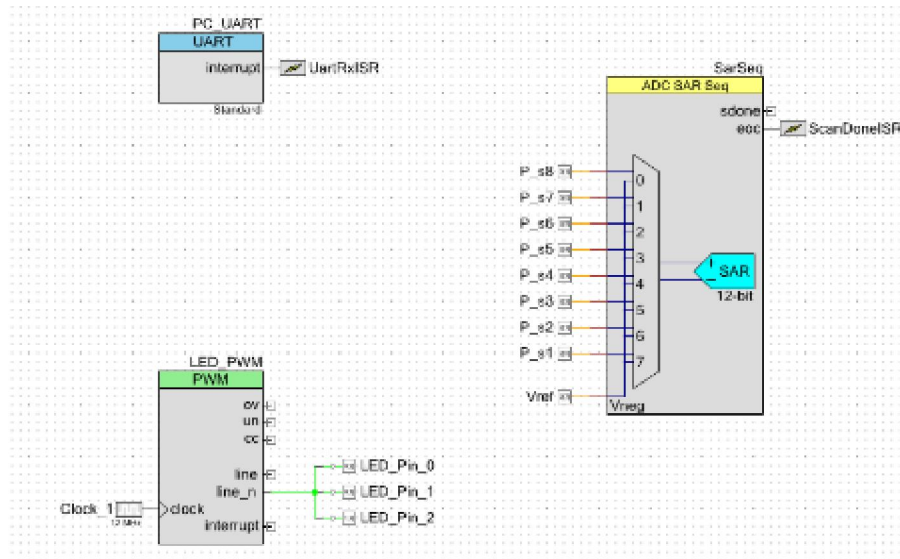 PC_UART
UART
interrupt
UartRxISR
Standard
SarSeq
ADC SAR Seq
sdone
eoc
ScanDoneISR
P_s8
0
P_s7
1
P_s6
2
P_s5
3
P_s4
4
P_s3
5
P_s2
6
P_s1
7
SAR
12-bit
Vref
Vneg
LED_PWM
PWM
ov
un
cc
line
line_n
interrupt
LED_Pin_0
LED_Pin_1
LED_Pin_2
Clock_1
12 MHz
clock